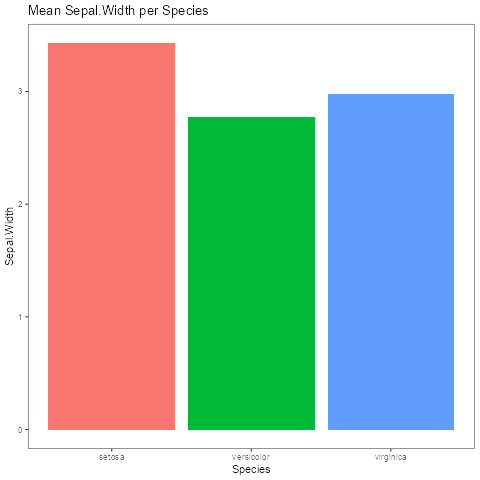 Mean Sepal.Width per Species
Sepal.Width
3
2
1
0
setosa versicolor virginica
Species